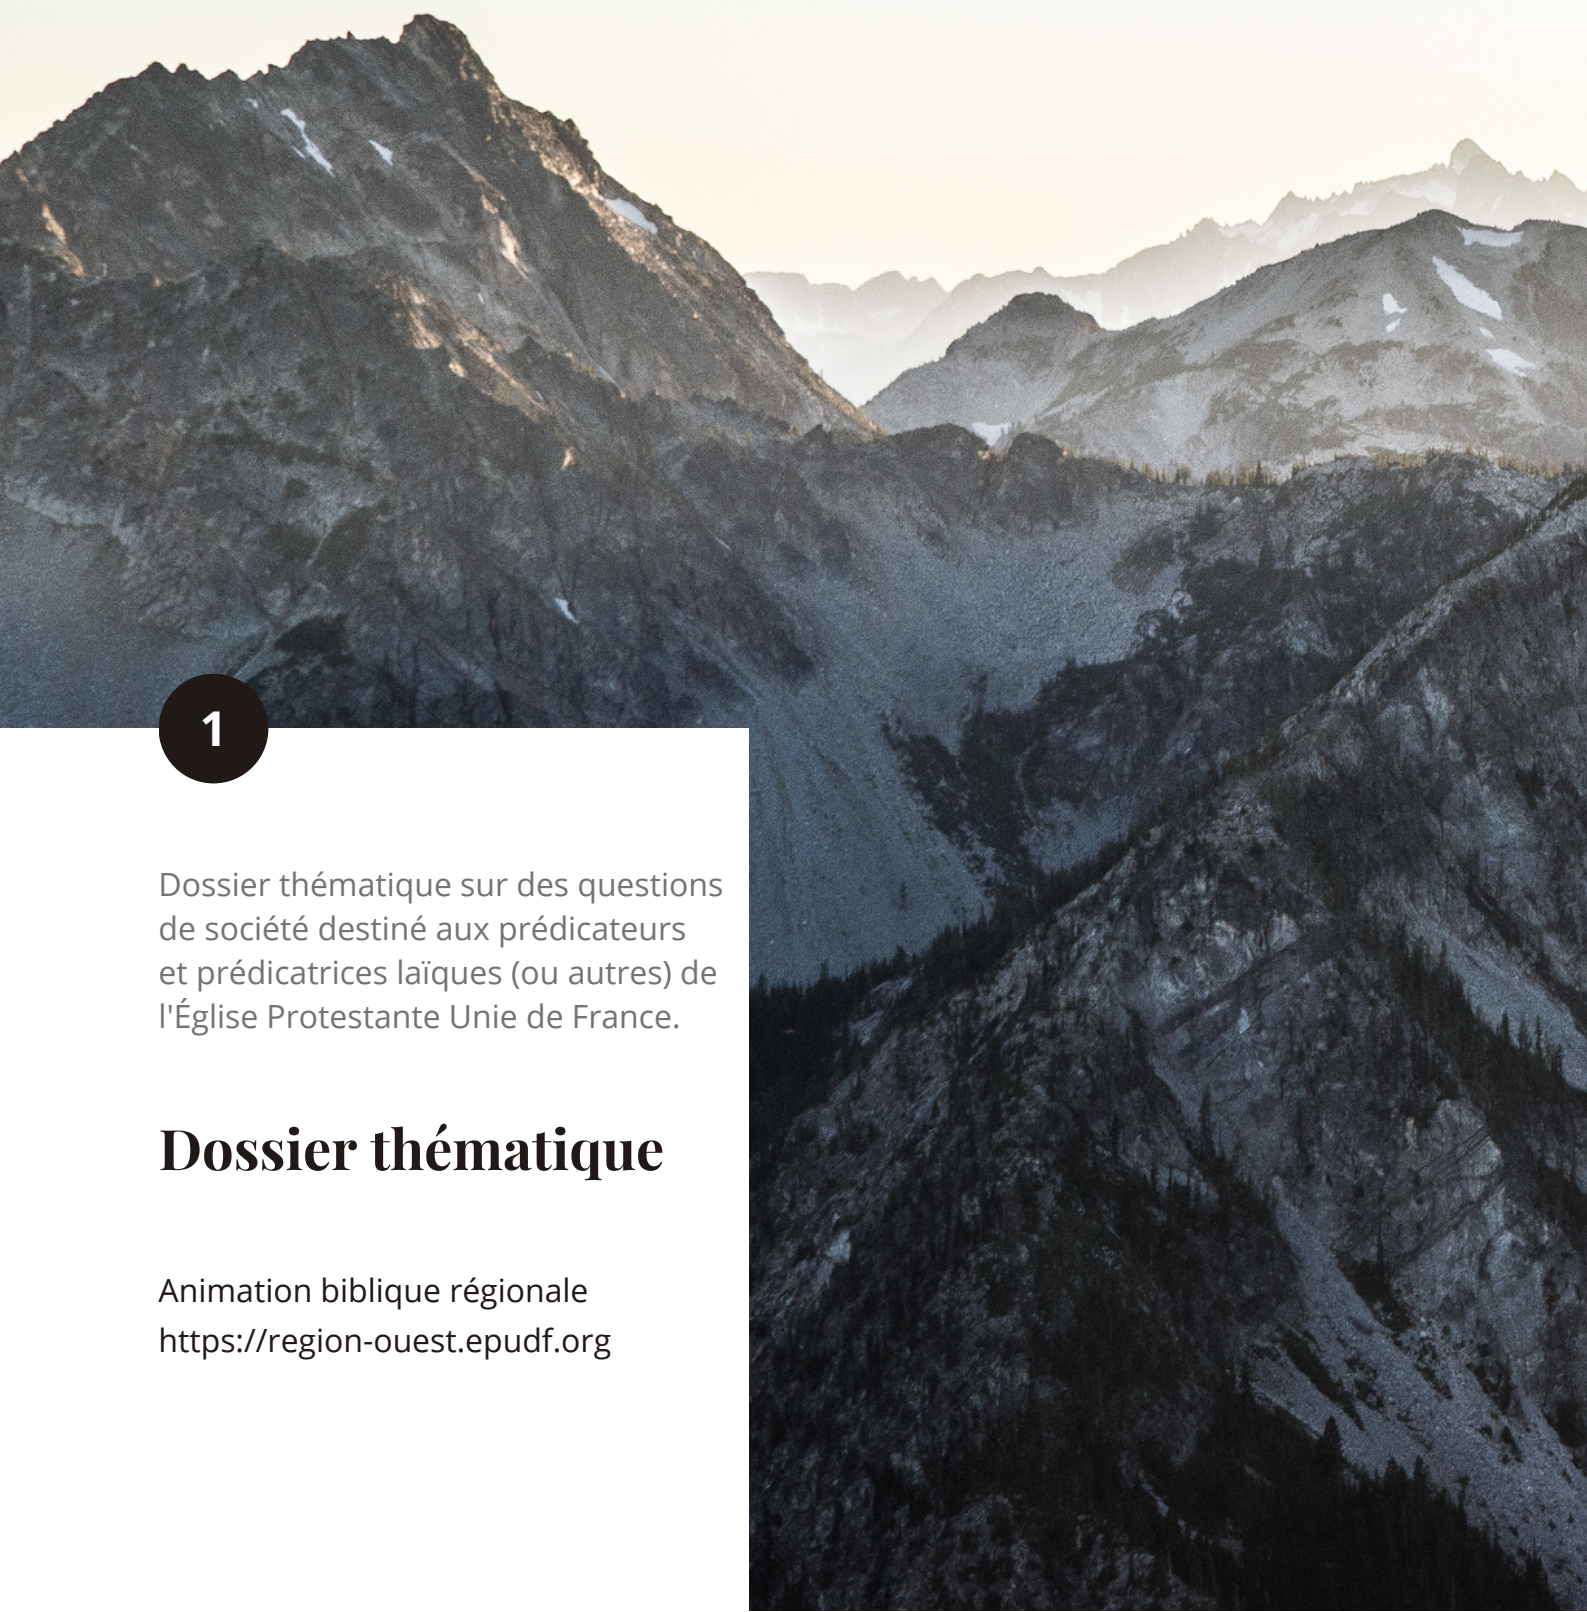 1
Dossier thématique sur des questions
de société destiné aux prédicateurs
et prédicatrices laïques (ou autres) de
l'Église Protestante Unie de France.
Dossier thématique
Animation biblique régionale
https://region-ouest.epudf.org